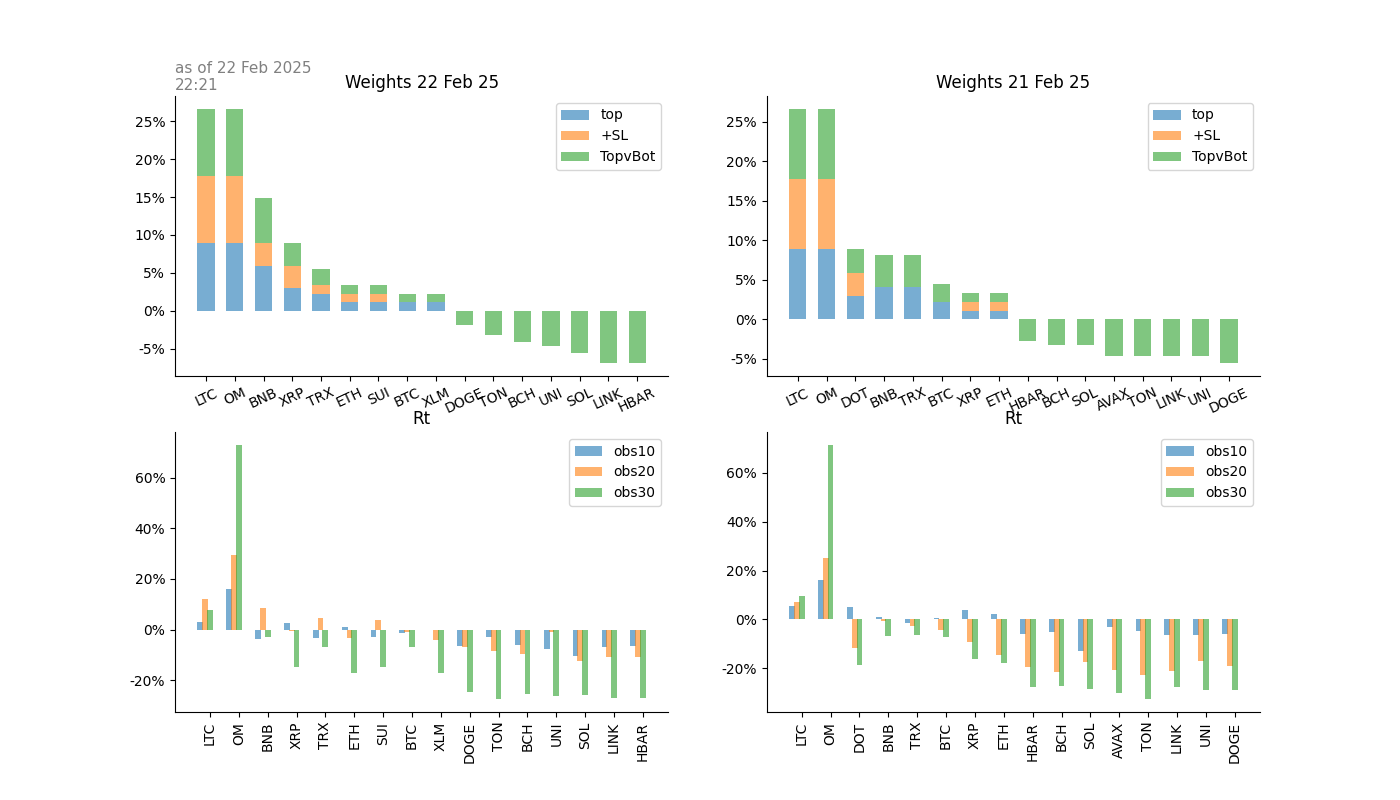 as of 22 Feb 2025
22:21
Weights 22 Feb 25
25%
20%
15%
10%
5%
0%
-5%
top
+SL
TopvBot
LTC OM BNB XRP TRX ETH SUI BTC XLM DOGE TON BCH UNI SOL LINK HBAR
Weights 21 Feb 25
25%
20%
15%
10%
5%
0%
-5%
top
+SL
TopvBot
LTC OM DOT BNB TRX BTC XRP ETH HBAR BCH SOL AVAX TON LINK UNI DOGE
Rt
60%
40%
20%
0%
-20%
obs10
obs20
obs30
LTC OM BNB XRP TRX ETH SUI BTC XLM DOGE TON BCH UNI SOL LINK HBAR
Rt
60%
40%
20%
0%
-20%
obs10
obs20
obs30
LTC OM DOT BNB TRX BTC XRP ETH HBAR BCH SOL AVAX TON LINK UNI DOGE